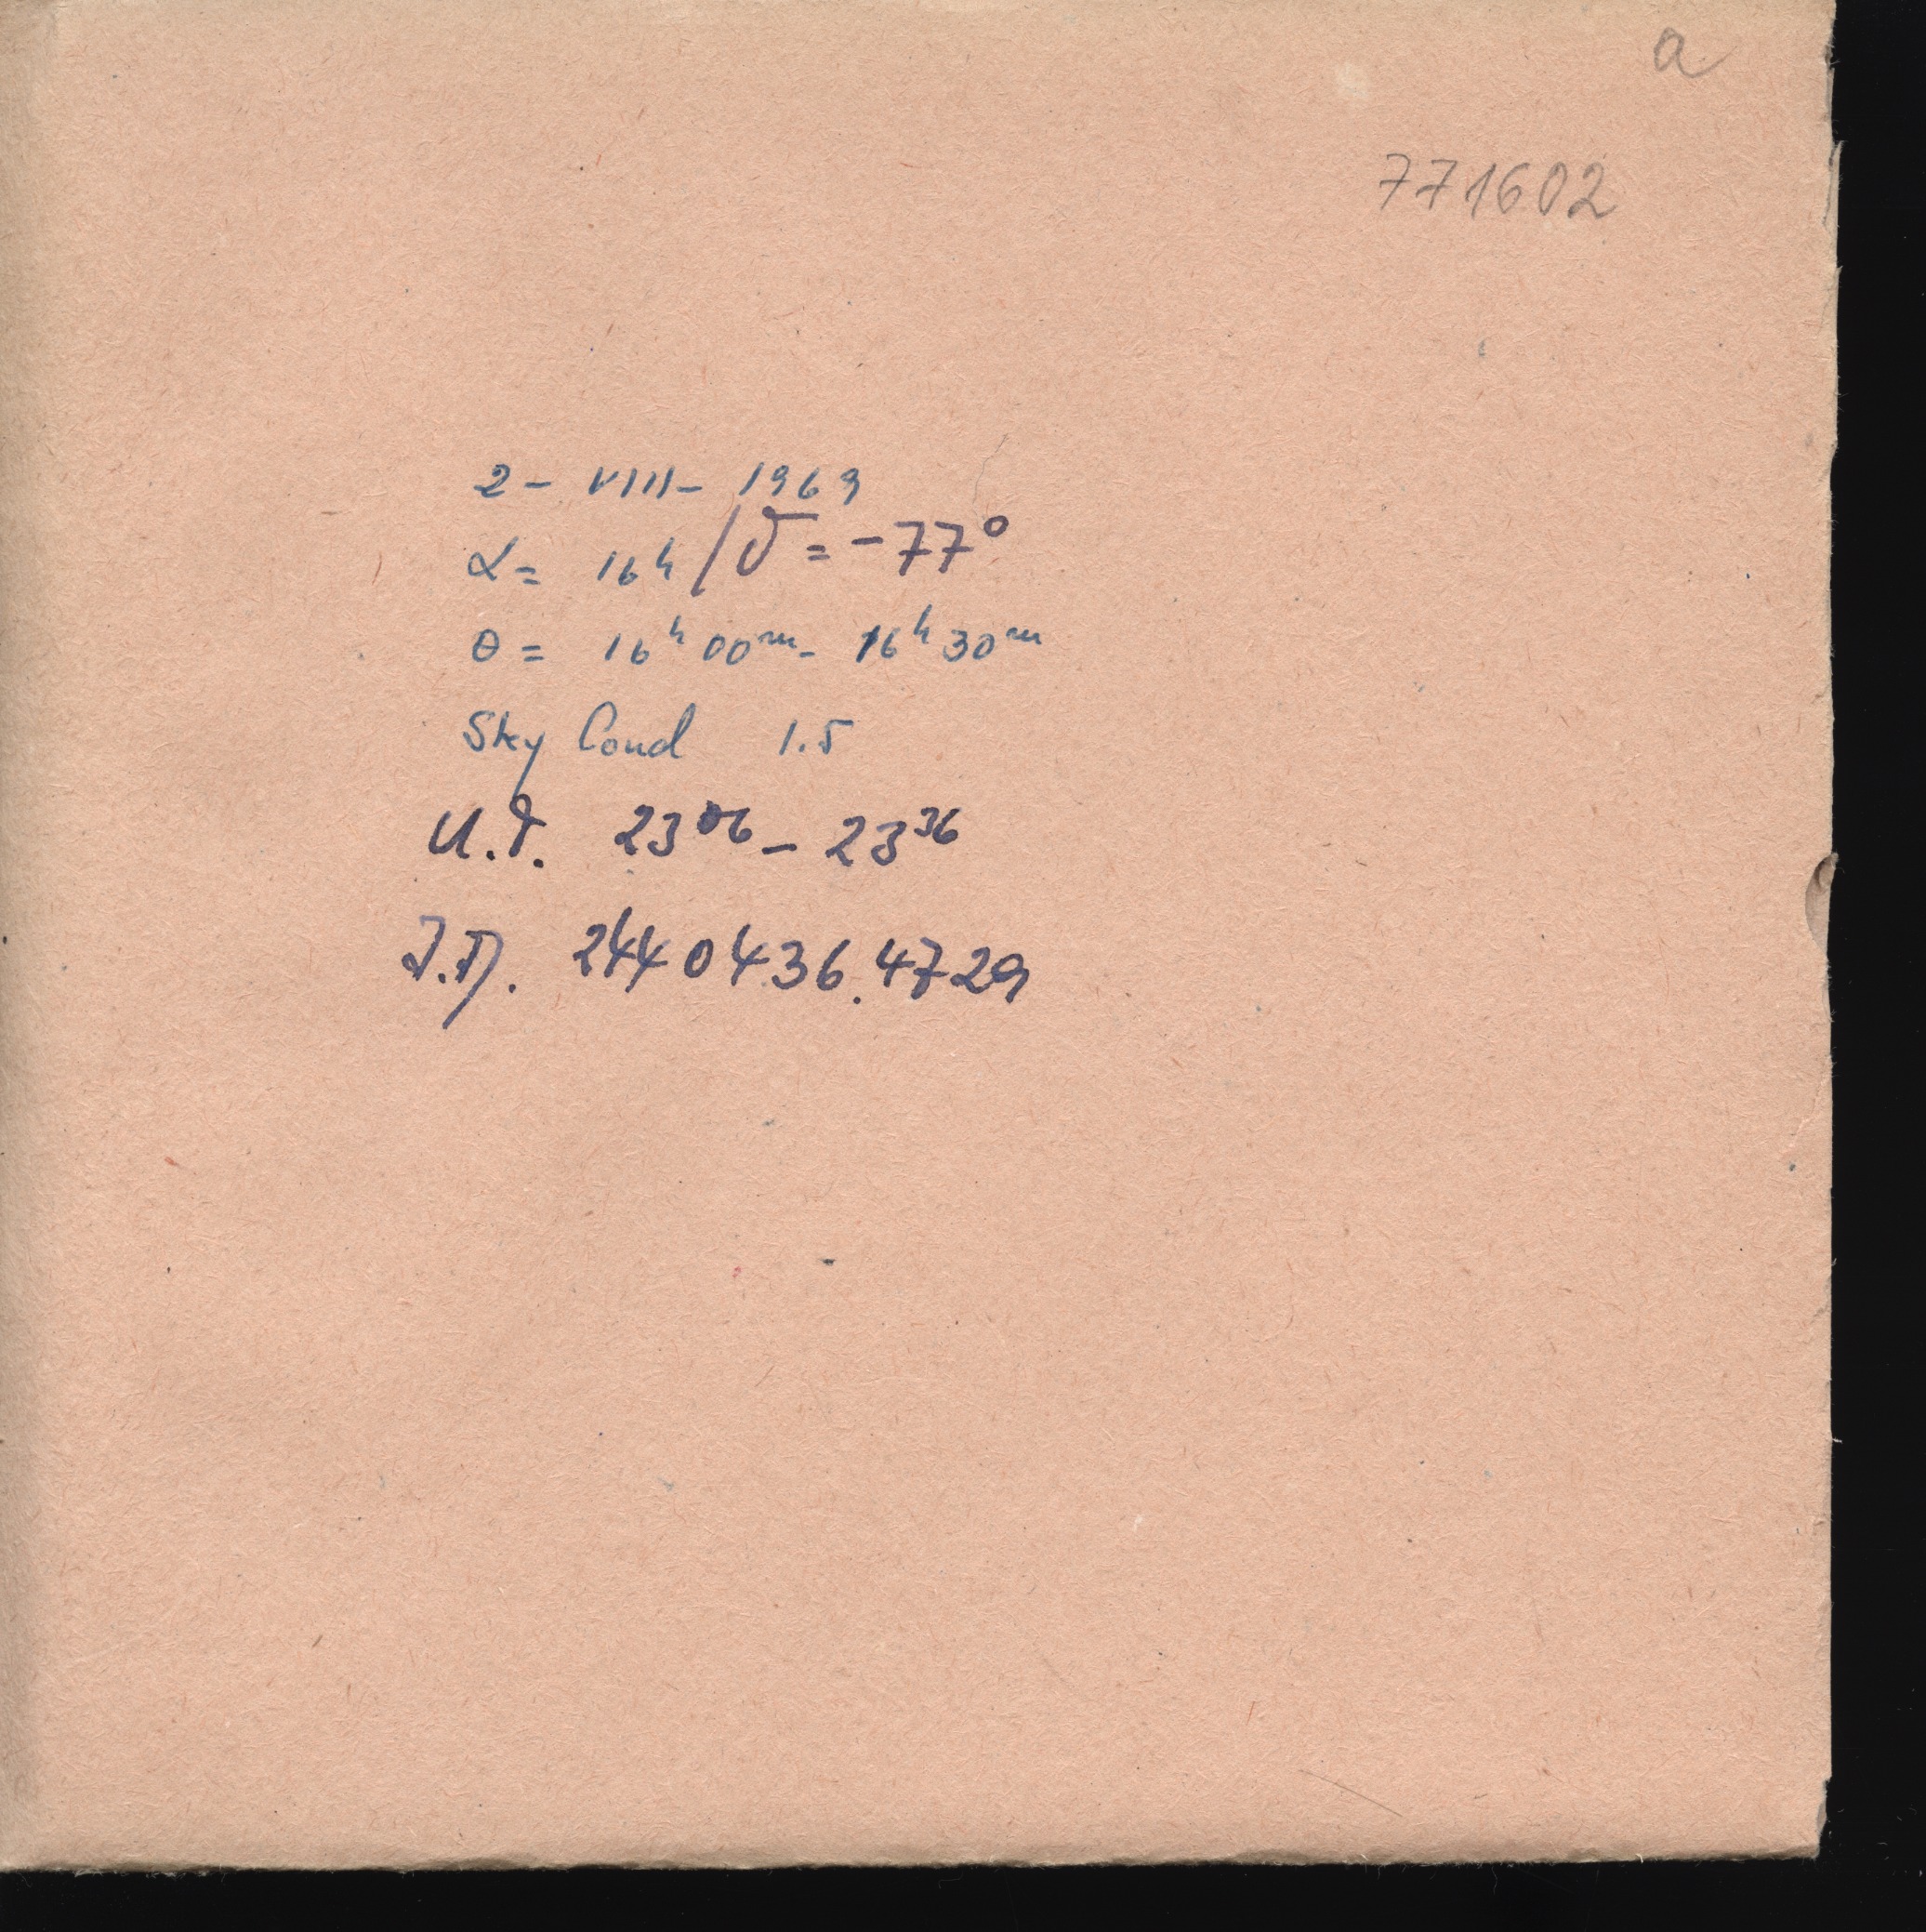 a
771602
2 - VIII - 1969
α = 16h / δ = -77°
θ = 16h 00m - 16h 30m
Sky Cond 1.5
U.T. 23 06 - 23 36
J.D. 2440436.4729